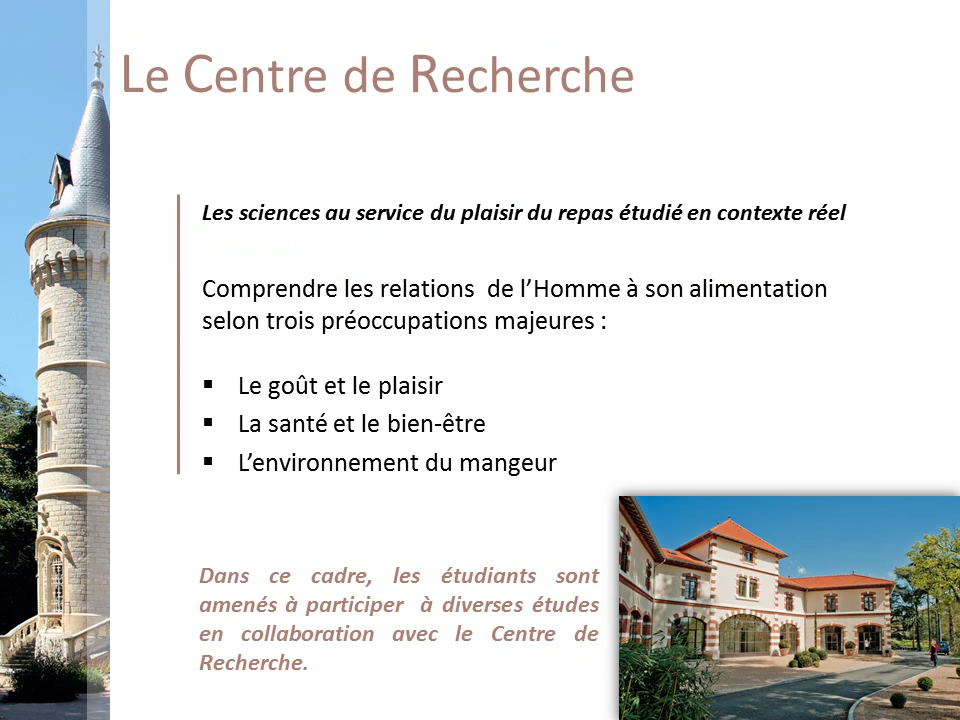 Le Centre de Recherche
Les sciences au service du plaisir du repas étudié en contexte réel
Comprendre les relations  de l’Homme à son alimentation
selon trois préoccupations majeures :
▪ Le goût et le plaisir
▪ La santé et le bien-être
▪ L’environnement du mangeur
Dans ce cadre, les étudiants sont
amenés à participer  à diverses études
en collaboration avec le Centre de
Recherche.